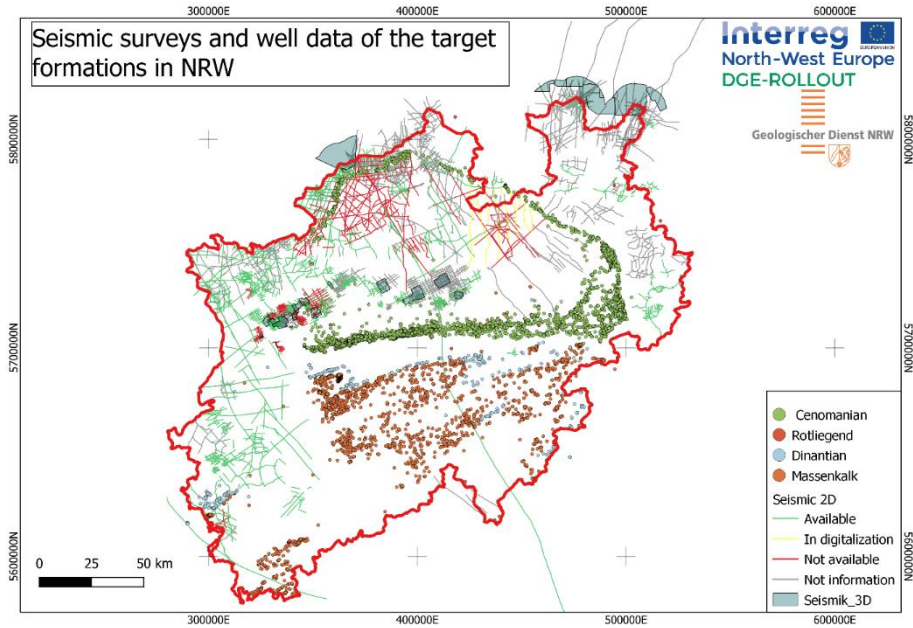 300000E 400000E 500000E
Seismic surveys and well data of the target
formations in NRW
Interreg
EUROPEAN UNION
North-West Europe
DGE-ROLLOUT
Geologischer Dienst NRW
5800000N 5800000N
5700000N 5700000N
5600000N 5600000N
Cenomanian
Rotliegend
Dinantian
Massenkalk
Seismic 2D
Available
In digitalization
Not available
Not information
Seismik_3D
0 25 50 km
300000E 400000E 500000E 600000E